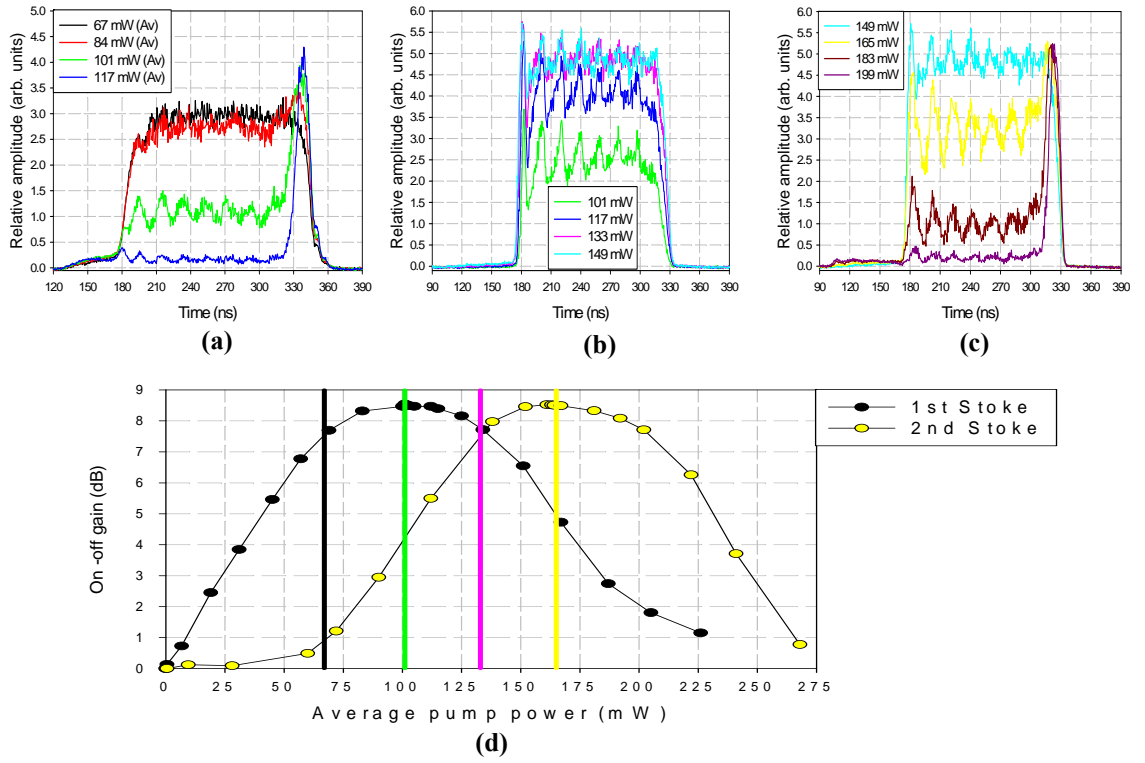 67 mW (Av)
84 mW (Av)
101 mW (Av)
117 mW (Av)
Relative amplitude (arb. units)
5.0
4.5
4.0
3.5
3.0
2.5
2.0
1.5
1.0
0.5
0.0
120 150 180 210 240 270 300 330 360 390
Time (ns)
(a)
Relative amplitude (arb. units)
6.0
5.5
5.0
4.5
4.0
3.5
3.0
2.5
2.0
1.5
1.0
0.5
0.0
101 mW
117 mW
133 mW
149 mW
90 120 150 180 210 240 270 300 330 360 390
Time (ns)
(b)
Relative amplitude (arb. units)
6.0
5.5
5.0
4.5
4.0
3.5
3.0
2.5
2.0
1.5
1.0
0.5
0.0
149 mW
165 mW
183 mW
199 mW
90 120 150 180 210 240 270 300 330 360 390
Time (ns)
(c)
On -off gain (dB)
9
8
7
6
5
4
3
2
1
0
0 25 50 75 100 125 150 175 200 225 250 275
Average pump power (mW)
1st Stoke
2nd Stoke
(d)